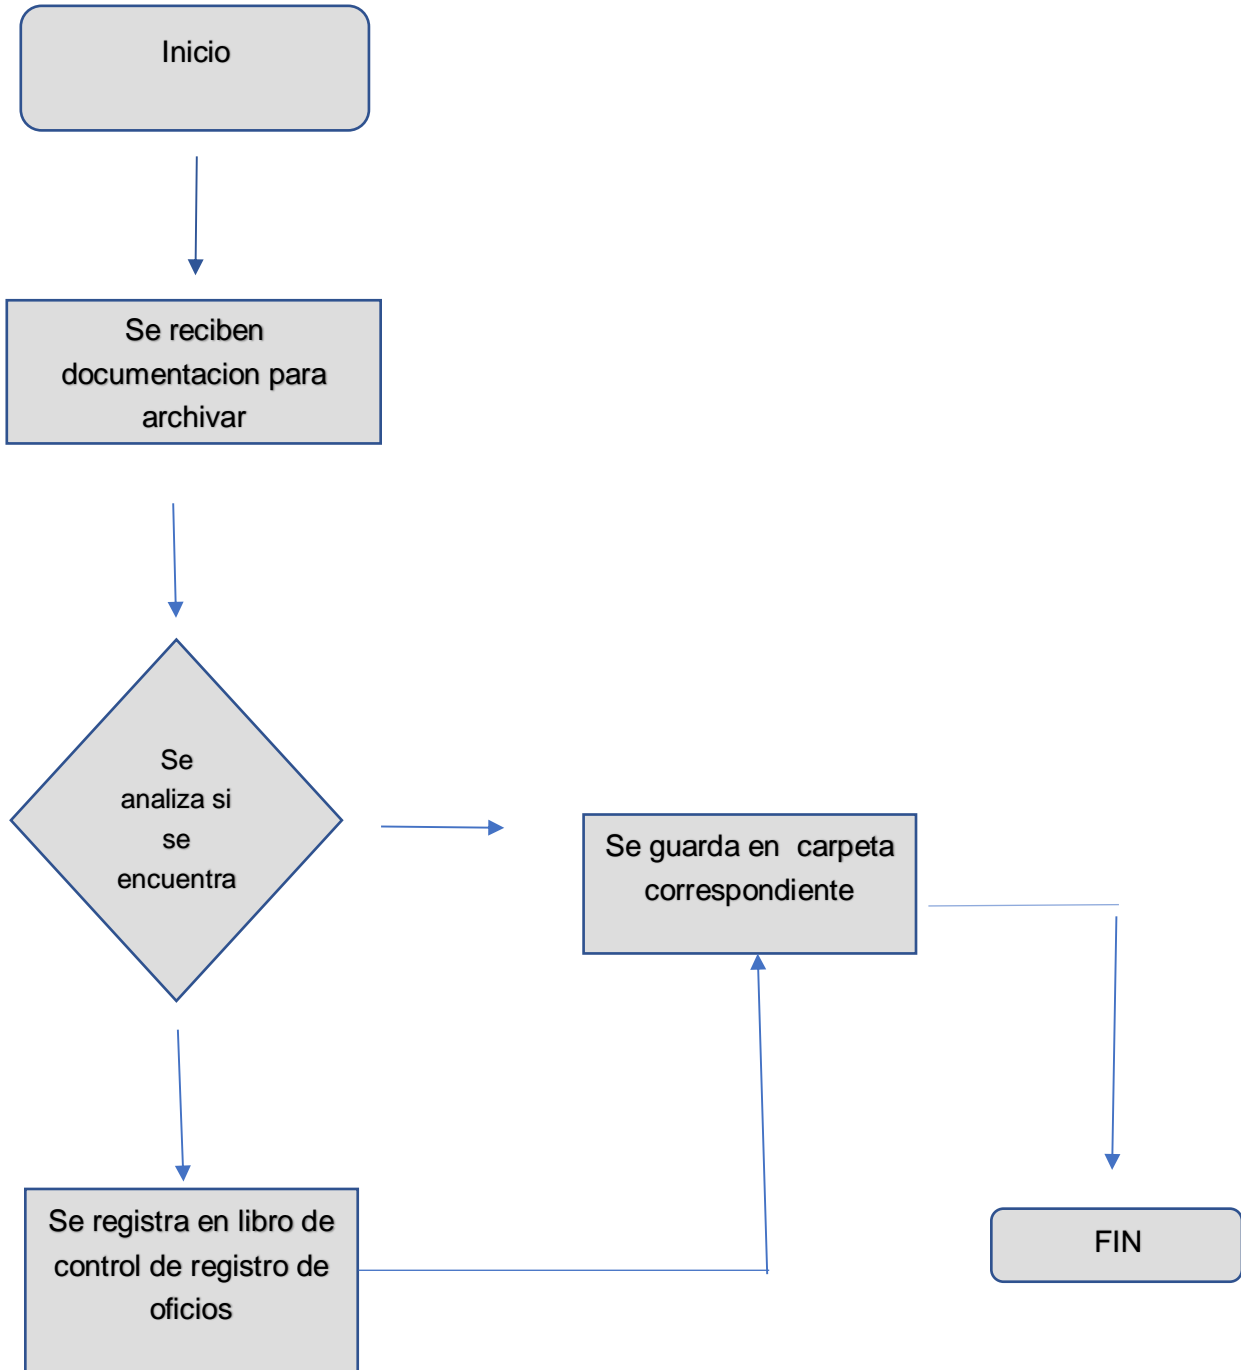 Inicio
Se reciben
documentacion para
archivar
Se
analiza si
se
encuentra
Se guarda en  carpeta
correspondiente
Se registra en libro de
control de registro de
oficios
FIN